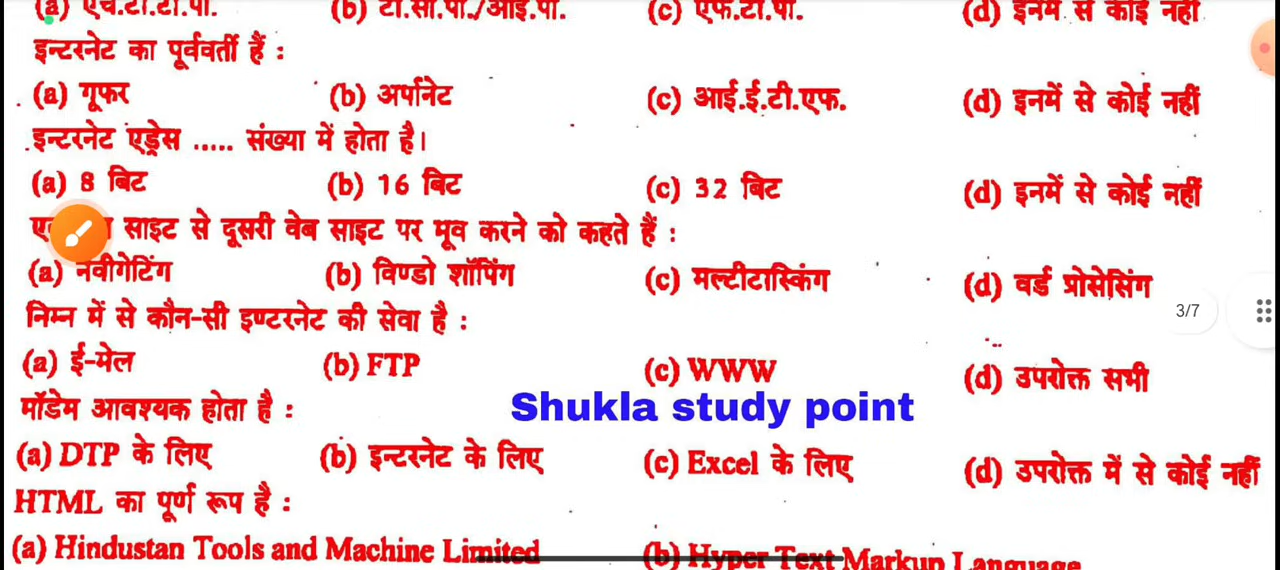 (a) एच.टी.टी.पी. (b) टी.सी.पी./आई.पी. (c) एफ.टी.पी. (d) इनमें से कोई नहीं
इन्टरनेट का पूर्ववर्ती हैं :
(a) गूफर (b) अर्पानेट (c) आई.ई.टी.एफ. (d) इनमें से कोई नहीं
इन्टरनेट एड्रेस ..... संख्या में होता है।
(a) 8 बिट (b) 16 बिट (c) 32 बिट (d) इनमें से कोई नहीं
साइट से दूसरी वेब साइट पर मूव करने को कहते हैं :
(a) नवीगेटिंग (b) विण्डो शॉपिंग (c) मल्टीटास्किंग (d) वर्ड प्रोसेसिंग
3/7
निम्न में से कौन-सी इण्टरनेट की सेवा है :
(a) ई-मेल (b) FTP (c) WWW (d) उपरोक्त सभी
मॉडेम आवश्यक होता है :
Shukla study point
(a) DTP के लिए (b) इन्टरनेट के लिए (c) Excel के लिए (d) उपरोक्त में से कोई नहीं
HTML का पूर्ण रूप है :
(a) Hindustan Tools and Machine Limited (b) Hyper Text Markup Language